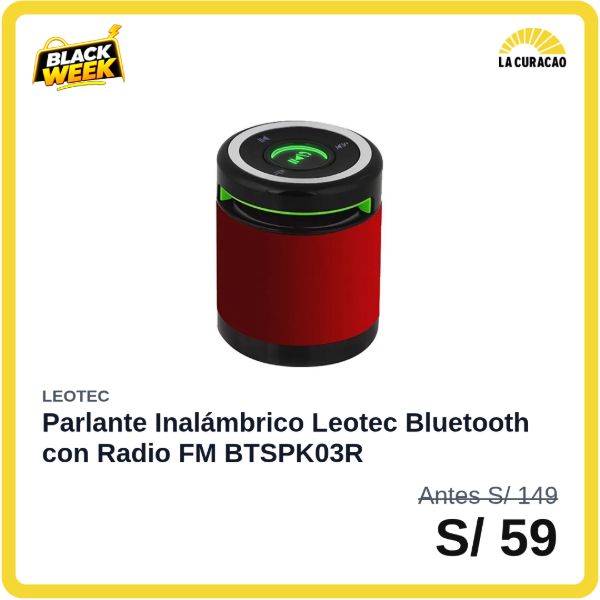 BLACK
WEEK
LA CURACAO
LEOTEC
Parlante Inalámbrico Leotec Bluetooth
con Radio FM BTSPK03R
Antes S/ 149
S/ 59